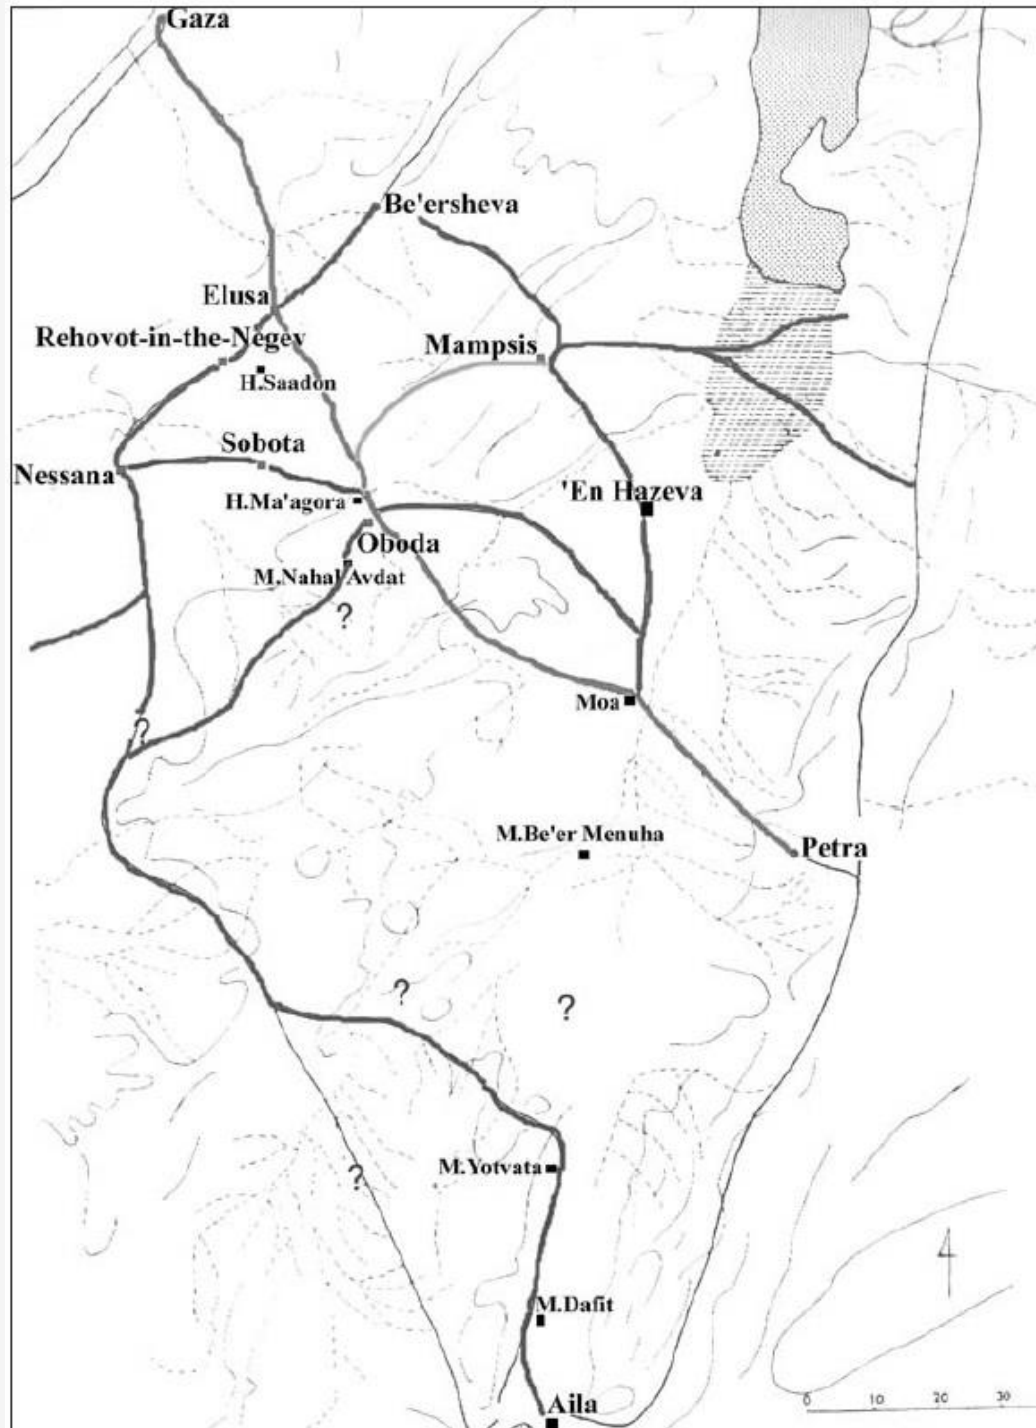 Gaza
Be'ersheva
Elusa
Rehovot-in-the-Negev
Mampsis
H.Saadon
Sobota
Nessana
'En Hazeva
H.Ma'agora
Oboda
M.Nahal Avdat
?
Moa
?
M.Be'er Menuha
Petra
?
?
M.Yotvata
?
M.Dafit
Aila
0 10 20 30